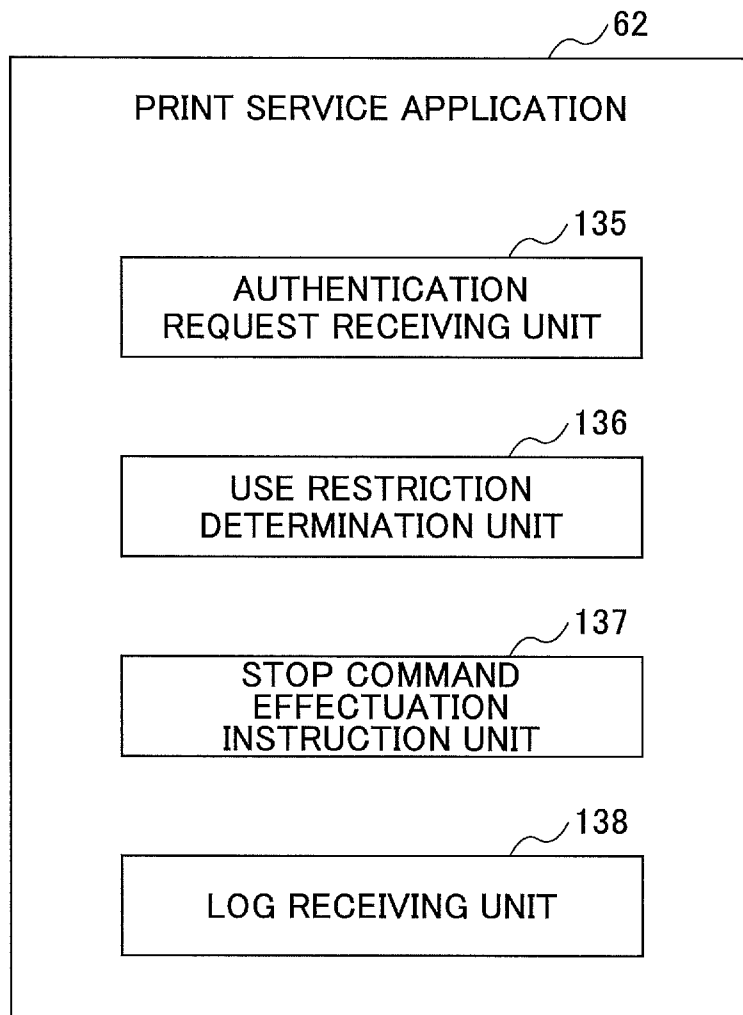 62
PRINT SERVICE APPLICATION
135
AUTHENTICATION
REQUEST RECEIVING UNIT
136
USE RESTRICTION
DETERMINATION UNIT
137
STOP COMMAND
EFFECTUATION
INSTRUCTION UNIT
138
LOG RECEIVING UNIT